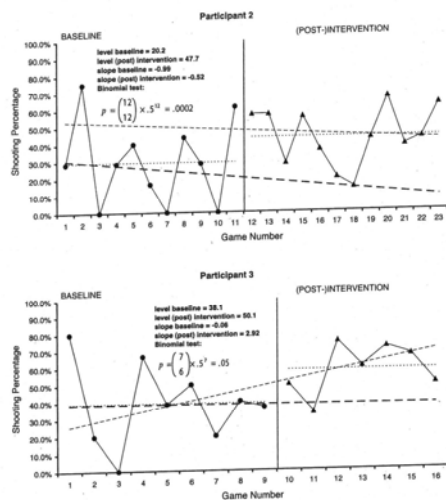 Participant 2
BASELINE
(POST-)INTERVENTION
level baseline = 20.2
level (post) intervention = 47.7
slope baseline = -0.99
slope (post) intervention = -0.52
Binomial test:
p = (12 12) × .5¹² = .0002
Shooting Percentage
100.0%
90.0%
80.0%
70.0%
60.0%
50.0%
40.0%
30.0%
20.0%
10.0%
0.0%
1 2 3 4 5 6 7 8 9 10 11 12 13 14 15 16 17 18 19 20 21 22 23
Game Number
Participant 3
BASELINE
(POST-)INTERVENTION
level baseline = 38.1
level (post) intervention = 50.1
slope baseline = -0.06
slope (post) intervention = 2.92
Binomial test:
p = (7 6) × .5⁷ = .05
Shooting Percentage
100.0%
90.0%
80.0%
70.0%
60.0%
50.0%
40.0%
30.0%
20.0%
10.0%
0.0%
1 2 3 4 5 6 7 8 9 10 11 12 13 14 15 16
Game Number